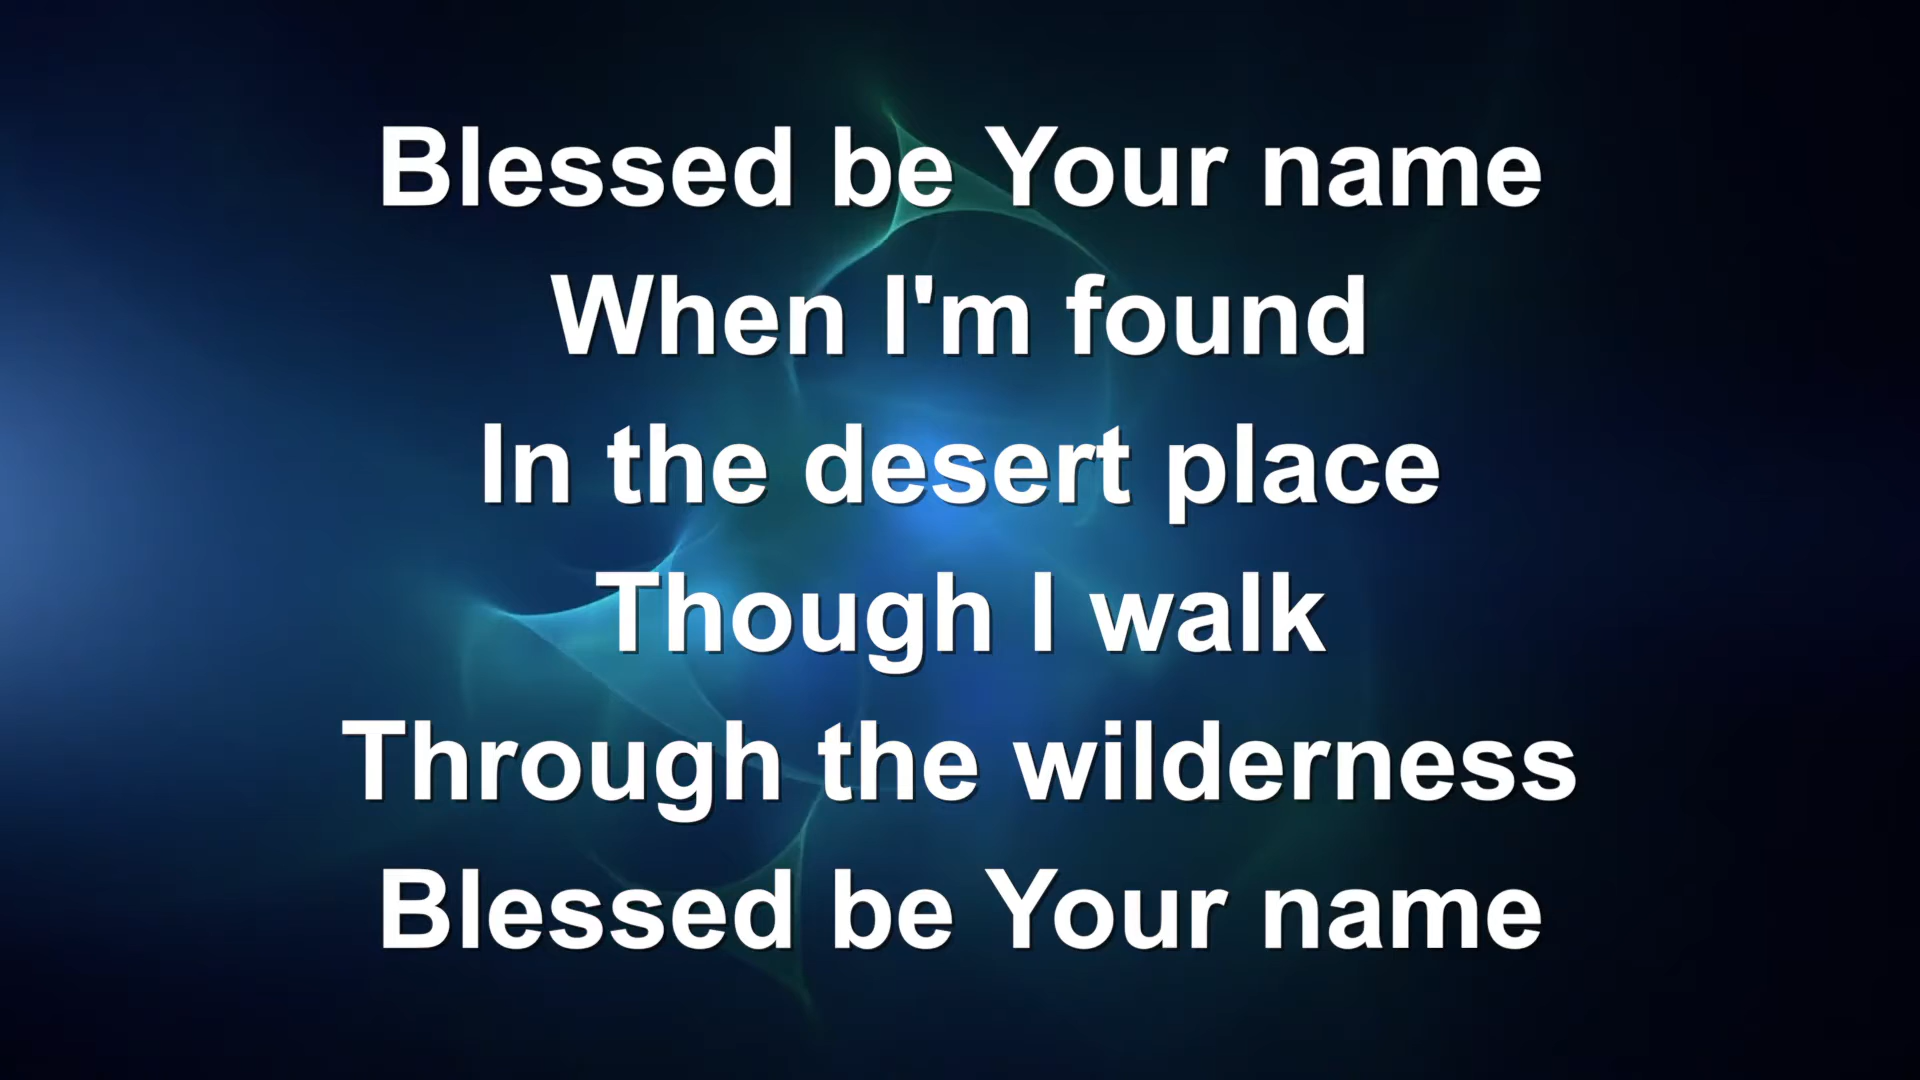 Blessed be Your name
When I'm found
In the desert place
Though I walk
Through the wilderness
Blessed be Your name